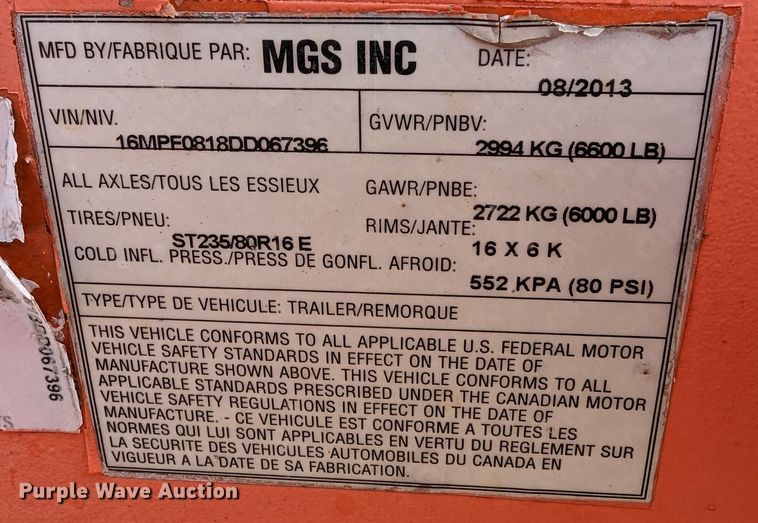 MFD BY/FABRIQUE PAR: MGS INC DATE: 08/2013
VIN/NIV. 16MPF0818DD067396 GVWR/PNBV: 2994 KG (6600 LB)
ALL AXLES/TOUS LES ESSIEUX GAWR/PNBE: 2722 KG (6000 LB)
TIRES/PNEU: ST235/80R16 E RIMS/JANTE: 16 X 6 K
COLD INFL. PRESS./PRESS DE GONFL. AFROID: 552 KPA (80 PSI)
TYPE/TYPE DE VEHICULE: TRAILER/REMORQUE
THIS VEHICLE CONFORMS TO ALL APPLICABLE U.S. FEDERAL MOTOR
VEHICLE SAFETY STANDARDS IN EFFECT ON THE DATE OF
MANUFACTURE SHOWN ABOVE. THIS VEHICLE CONFORMS TO ALL
APPLICABLE STANDARDS PRESCRIBED UNDER THE CANADIAN MOTOR
VEHICLE SAFETY REGULATIONS IN EFFECT ON THE DATE OF
MANUFACTURE. - CE VEHICULE EST CONFORME A TOUTES LES
NORMES QUI LUI SONT APPLICABLES EN VERTU DU REGLEMENT SUR
LA SECURITE DES VEHICULES AUTOMOBILES DU CANADA EN
VIGUEUR A LA DATE DE SA FABRICATION.
Purple Wave Auction